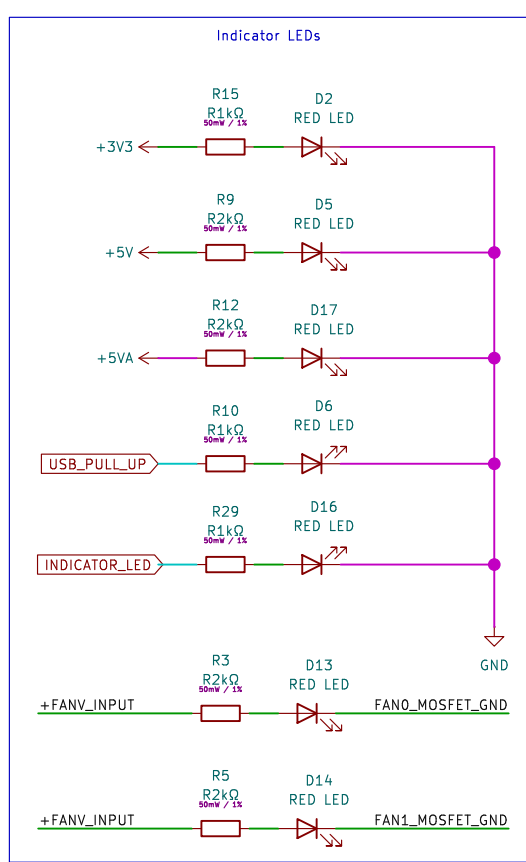 Indicator LEDs
R15
R1kΩ
50mW / 1%
D2
RED LED
+3V3
R9
R2kΩ
50mW / 1%
D5
RED LED
+5V
R12
R2kΩ
50mW / 1%
D17
RED LED
+5VA
R10
R1kΩ
50mW / 1%
D6
RED LED
USB_PULL_UP
R29
R1kΩ
50mW / 1%
D16
RED LED
INDICATOR_LED
GND
R3
R2kΩ
50mW / 1%
D13
RED LED
+FANV_INPUT
FAN0_MOSFET_GND
R5
R2kΩ
50mW / 1%
D14
RED LED
+FANV_INPUT
FAN1_MOSFET_GND